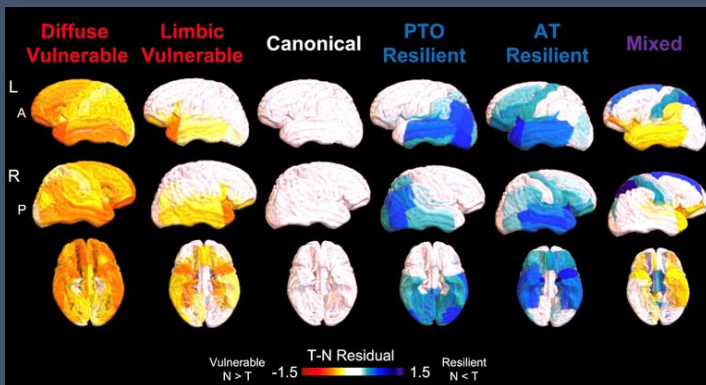 Diffuse Vulnerable
Limbic Vulnerable
Canonical
PTO Resilient
AT Resilient
Mixed
L
A
R
P
Vulnerable N > T
T-N Residual
-1.5
1.5
Resilient N < T